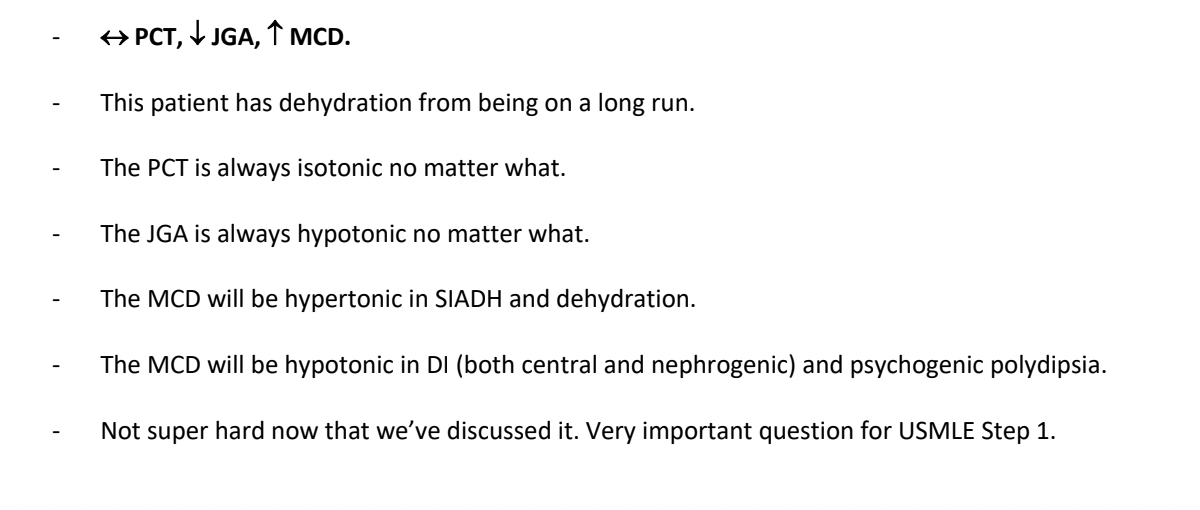 - ↔ PCT, ↓ JGA, ↑ MCD.
- This patient has dehydration from being on a long run.
- The PCT is always isotonic no matter what.
- The JGA is always hypotonic no matter what.
- The MCD will be hypertonic in SIADH and dehydration.
- The MCD will be hypotonic in DI (both central and nephrogenic) and psychogenic polydipsia.
- Not super hard now that we’ve discussed it. Very important question for USMLE Step 1.